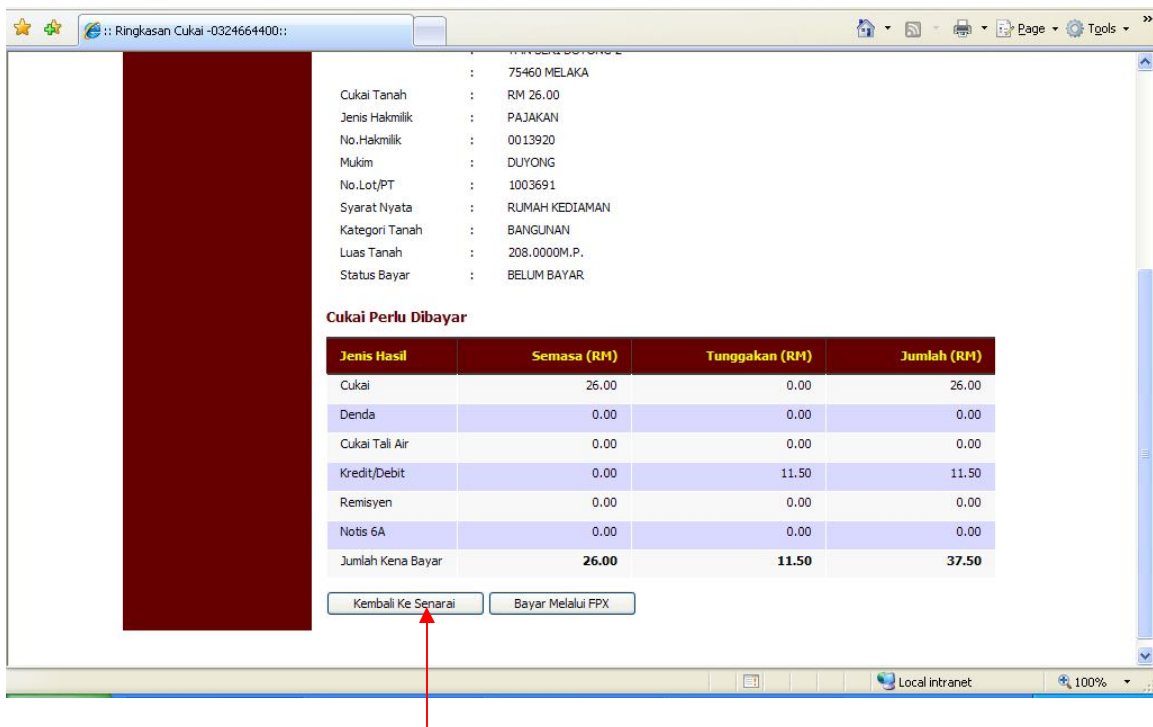 :: Ringkasan Cukai -0324664400::
Page Tools »
: 75460 MELAKA
Cukai Tanah : RM 26.00
Jenis Hakmilik : PAJAKAN
No.Hakmilik : 0013920
Mukim : DUYONG
No.Lot/PT : 1003691
Syarat Nyata : RUMAH KEDIAMAN
Kategori Tanah : BANGUNAN
Luas Tanah : 208.0000M.P.
Status Bayar : BELUM BAYAR
Cukai Perlu Dibayar
Jenis Hasil Semasa (RM) Tunggakan (RM) Jumlah (RM)
Cukai 26.00 0.00 26.00
Denda 0.00 0.00 0.00
Cukai Tali Air 0.00 0.00 0.00
Kredit/Debit 0.00 11.50 11.50
Remisyen 0.00 0.00 0.00
Notis 6A 0.00 0.00 0.00
Jumlah Kena Bayar 26.00 11.50 37.50
Kembali Ke Senarai Bayar Melalui FPX
Local intranet 100%